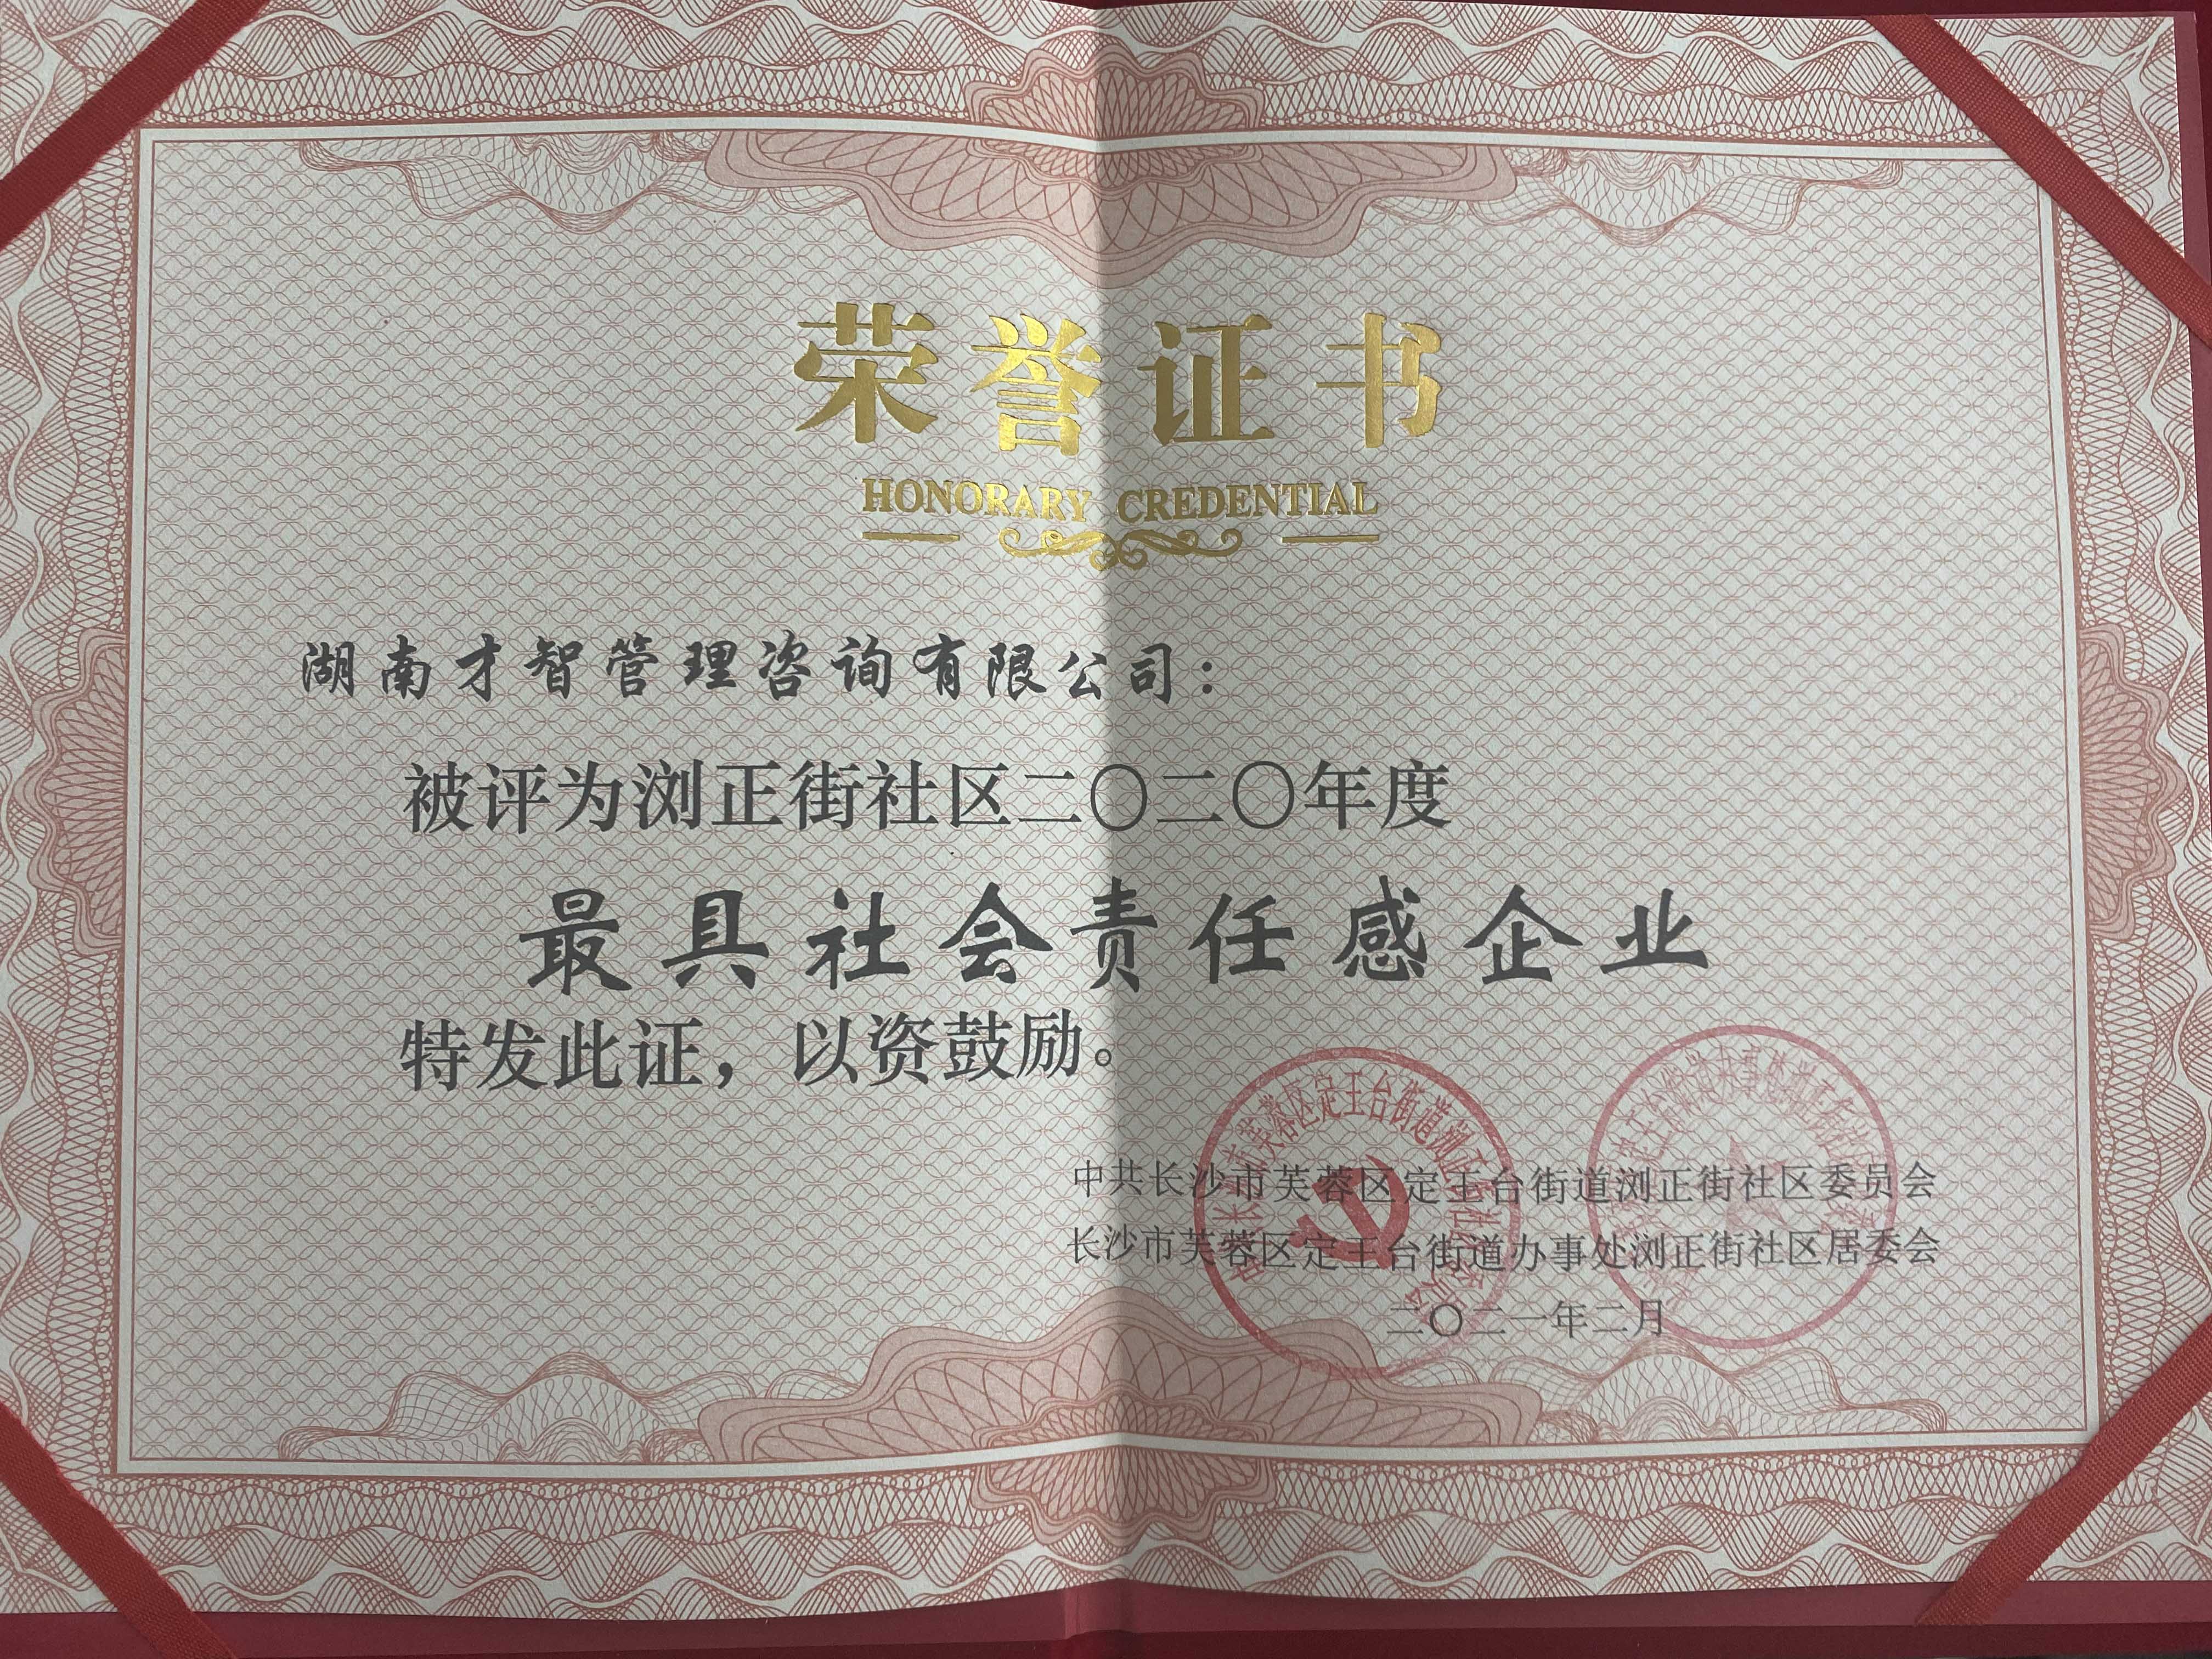 荣誉证书
HONORARY CREDENTIAL
湖南才智管理咨询有限公司：
被评为浏正街社区二〇二〇年度
最具社会责任感企业
特发此证，以资鼓励。
中共长沙市芙蓉区定王台街道浏正街社区委员会
长沙市芙蓉区定王台街道办事处浏正街社区居委会
二〇二一年二月